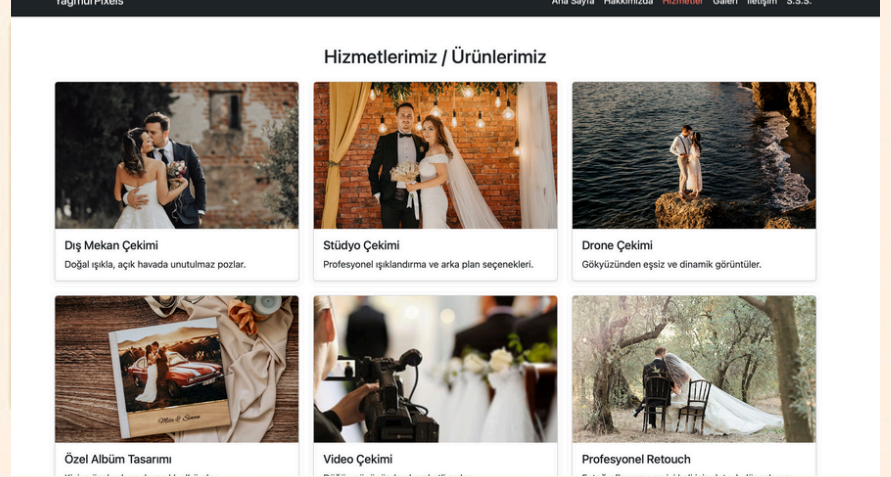 YağmurPixels
Ana Sayfa Hakkımızda Hizmetler Galeri İletişim S.S.S.
Hizmetlerimiz / Ürünlerimiz
Dış Mekan Çekimi
Doğal ışıkla, açık havada unutulmaz pozlar.
Stüdyo Çekimi
Profesyonel ışıklandırma ve arka plan seçenekleri.
Drone Çekimi
Gökyüzünden eşsiz ve dinamik görüntüler.
Özel Albüm Tasarımı
Video Çekimi
Profesyonel Retouch